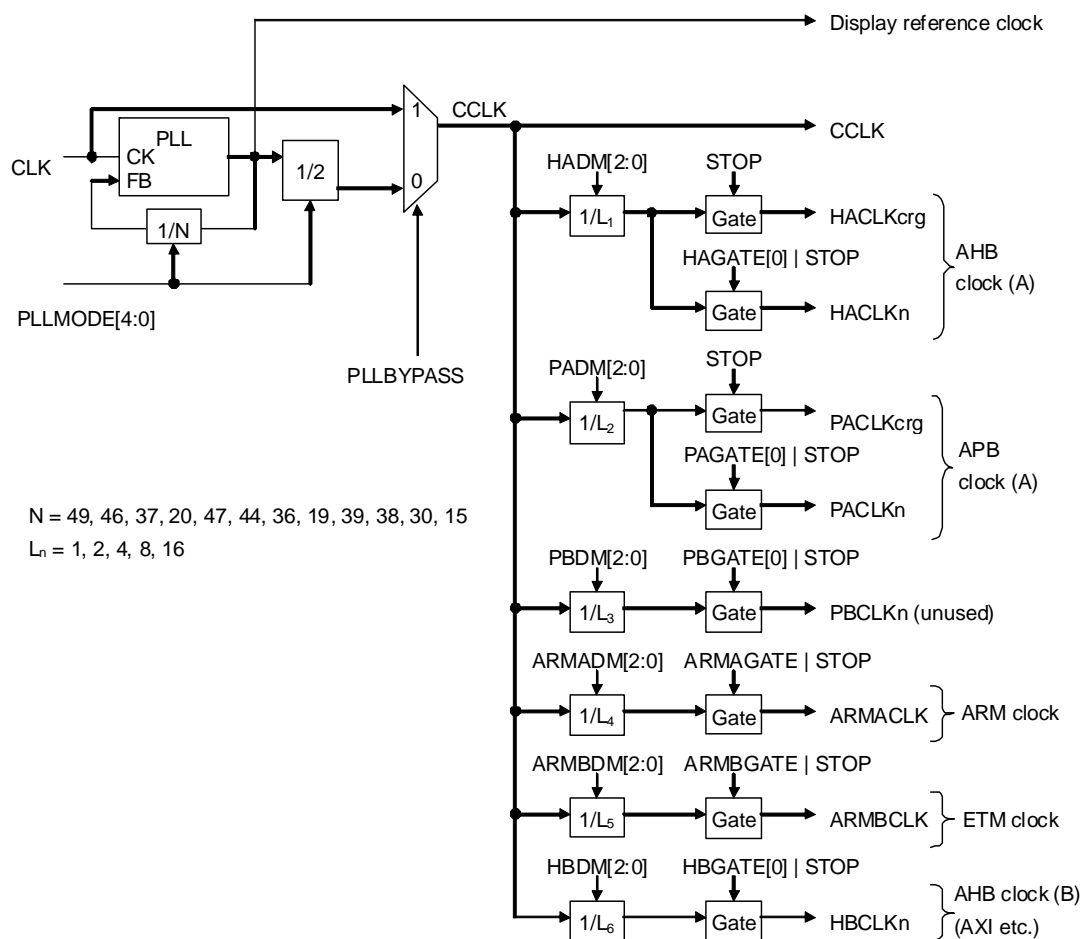 Display reference clock
CLK
PLL
CK
FB
1/N
1/2
1
0
CCLK
CCLK
PLLMODE[4:0]
PLLBYPASS
HADM[2:0]
STOP
1/L₁
Gate
HACLKcrg
HAGATE[0] | STOP
Gate
HACLKn
AHB
clock (A)
PADM[2:0]
STOP
1/L₂
Gate
PACLKcrg
PAGATE[0] | STOP
Gate
PACLKn
APB
clock (A)
N = 49, 46, 37, 20, 47, 44, 36, 19, 39, 38, 30, 15
Lₙ = 1, 2, 4, 8, 16
PBDM[2:0]
PBGATE[0] | STOP
1/L₃
Gate
PBCLKn (unused)
ARMADM[2:0]
ARMAGATE | STOP
1/L₄
Gate
ARMACLK
ARM clock
ARMBDM[2:0]
ARMBGATE | STOP
1/L₅
Gate
ARMBCLK
ETM clock
HBDM[2:0]
HBGATE[0] | STOP
1/L₆
Gate
HBCLKn
AHB clock (B)
(AXI etc.)